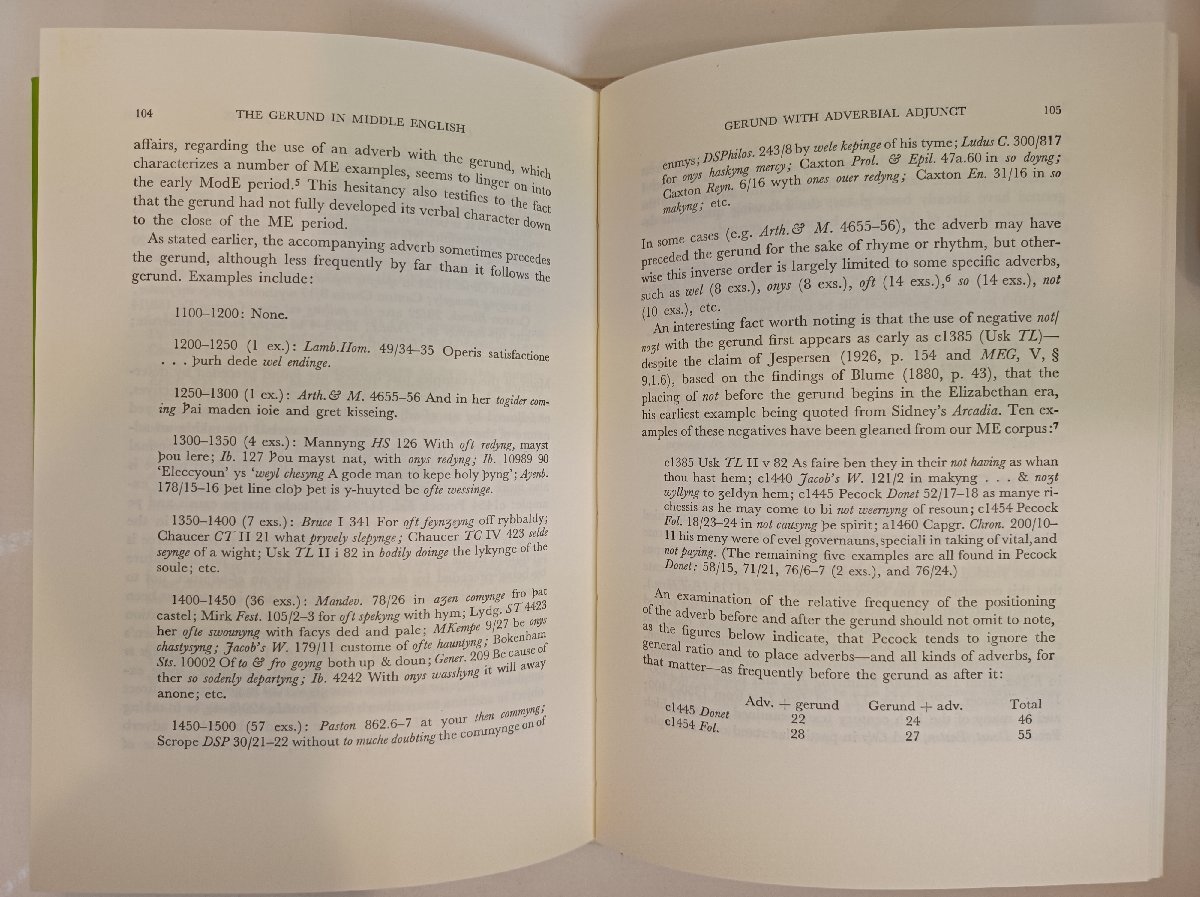 104
THE GERUND IN MIDDLE ENGLISH
affairs, regarding the use of an adverb with the gerund, which
characterizes a number of ME examples, seems to linger on into
the early ModE period.⁵ This hesitancy also testifies to the fact
that the gerund had not fully developed its verbal character down
to the close of the ME period.
As stated earlier, the accompanying adverb sometimes precedes
the gerund, although less frequently by far than it follows the
gerund. Examples include:
1100–1200: None.
1200–1250 (1 ex.): Lamb.Hom. 49/34–35 Operis satisfactione
. . . þurh dede wel endinge.
1250–1300 (1 ex.): Arth.& M. 4655–56 And in her togider com-
ing Þai maden ioie and gret kisseing.
1300–1350 (4 exs.): Mannyng HS 126 With oft redyng, mayst
þou lere; Ib. 127 Þou mayst nat, with onys redyng; Ib. 10989 90
'Eleccyoun' ys 'weyl chesyng A gode man to kepe holy þyng'; Ayenb.
178/15–16 þet line cloþ þet is y-huyted be ofte wessinge.
1350–1400 (7 exs.): Bruce I 341 For oft feynȝeyng off rybbaldy;
Chaucer CT II 21 what pryvely slepynge; Chaucer TC IV 423 selde
seynge of a wight; Usk TL II i 82 in bodily doinge the lykynge of the
soule; etc.
1400–1450 (36 exs.): Mandev. 78/26 in aȝen comynge fro þat
castel; Mirk Fest. 105/2–3 for oft spekyng with hym; Lydg. ST 4423
her ofte swounyng with facys ded and pale; MKempe 9/27 be onys
chastysyng; Jacob's W. 179/11 custome of ofte hauntyng; Bokenham
Sts. 10002 Of to & fro goyng both up & doun; Gener. 209 Be cause of
ther so sodenly departyng; Ib. 4242 With onys wasshyng it will away
anone; etc.
1450–1500 (57 exs.): Paston 862.6–7 at your then commyng;
Scrope DSP 30/21–22 without to muche doubting the commynge on of
GERUND WITH ADVERBIAL ADJUNCT
105
enmys; DSPhilos. 243/8 by wele kepinge of his tyme; Ludus C. 300/817
for onys haskyng mercy; Caxton Prol. & Epil. 47a.60 in so doyng;
Caxton Reyn. 6/16 wyth ones ouer redyng; Caxton En. 31/16 in so
makyng; etc.
In some cases (e.g. Arth.& M. 4655–56), the adverb may have
preceded the gerund for the sake of rhyme or rhythm, but other-
wise this inverse order is largely limited to some specific adverbs,
such as wel (8 exs.), onys (8 exs.), oft (14 exs.),⁶ so (14 exs.), not
(10 exs.), etc.
An interesting fact worth noting is that the use of negative not/
noȝt with the gerund first appears as early as c1385 (Usk TL)—
despite the claim of Jespersen (1926, p. 154 and MEG, V, §
9.1.6), based on the findings of Blume (1880, p. 43), that the
placing of not before the gerund begins in the Elizabethan era,
his earliest example being quoted from Sidney's Arcadia. Ten ex-
amples of these negatives have been gleaned from our ME corpus:⁷
c1385 Usk TL II v 82 As faire ben they in their not having as whan
thou hast hem; c1440 Jacob's W. 121/2 in makyng . . . & noȝt
wyllyng to ȝeldyn hem; c1445 Pecock Donet 52/17–18 as manye ri-
chessis as he may come to bi not weernyng of resoun; c1454 Pecock
Fol. 18/23–24 in not causyng þe spirit; a1460 Capgr. Chron. 200/10–
11 his meny were of evel governauns, speciali in taking of vital, and
not paying. (The remaining five examples are all found in Pecock
Donet: 58/15, 71/21, 76/6–7 (2 exs.), and 76/24.)
An examination of the relative frequency of the positioning
of the adverb before and after the gerund should not omit to note,
as the figures below indicate, that Pecock tends to ignore the
general ratio and to place adverbs—and all kinds of adverbs, for
that matter—as frequently before the gerund as after it:
Adv. + gerund Gerund + adv. Total
c1445 Donet 22 24 46
c1454 Fol. 28 27 55